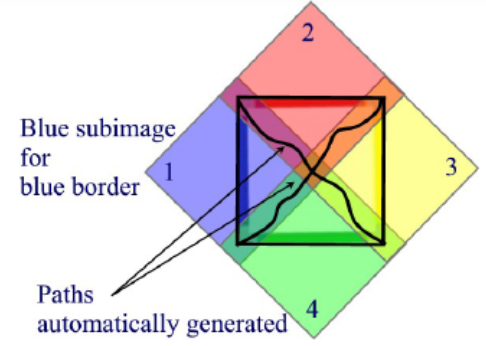 2
Blue subimage
for
blue border
1
3
Paths
automatically generated
4